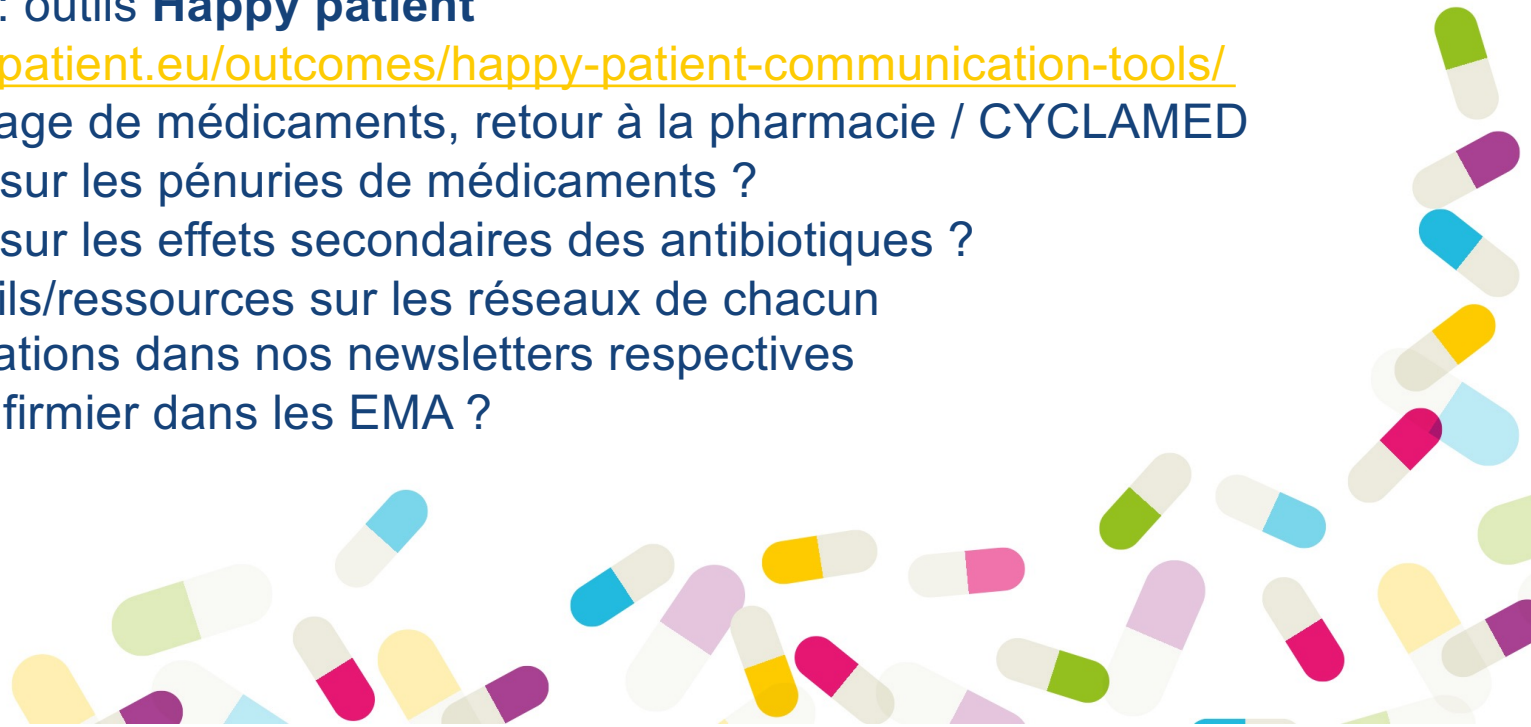 : outils Happy patient
patient.eu/outcomes/happy-patient-communication-tools/
age de médicaments, retour à la pharmacie / CYCLAMED
sur les pénuries de médicaments ?
sur les effets secondaires des antibiotiques ?
ils/ressources sur les réseaux de chacun
ations dans nos newsletters respectives
firmier dans les EMA ?